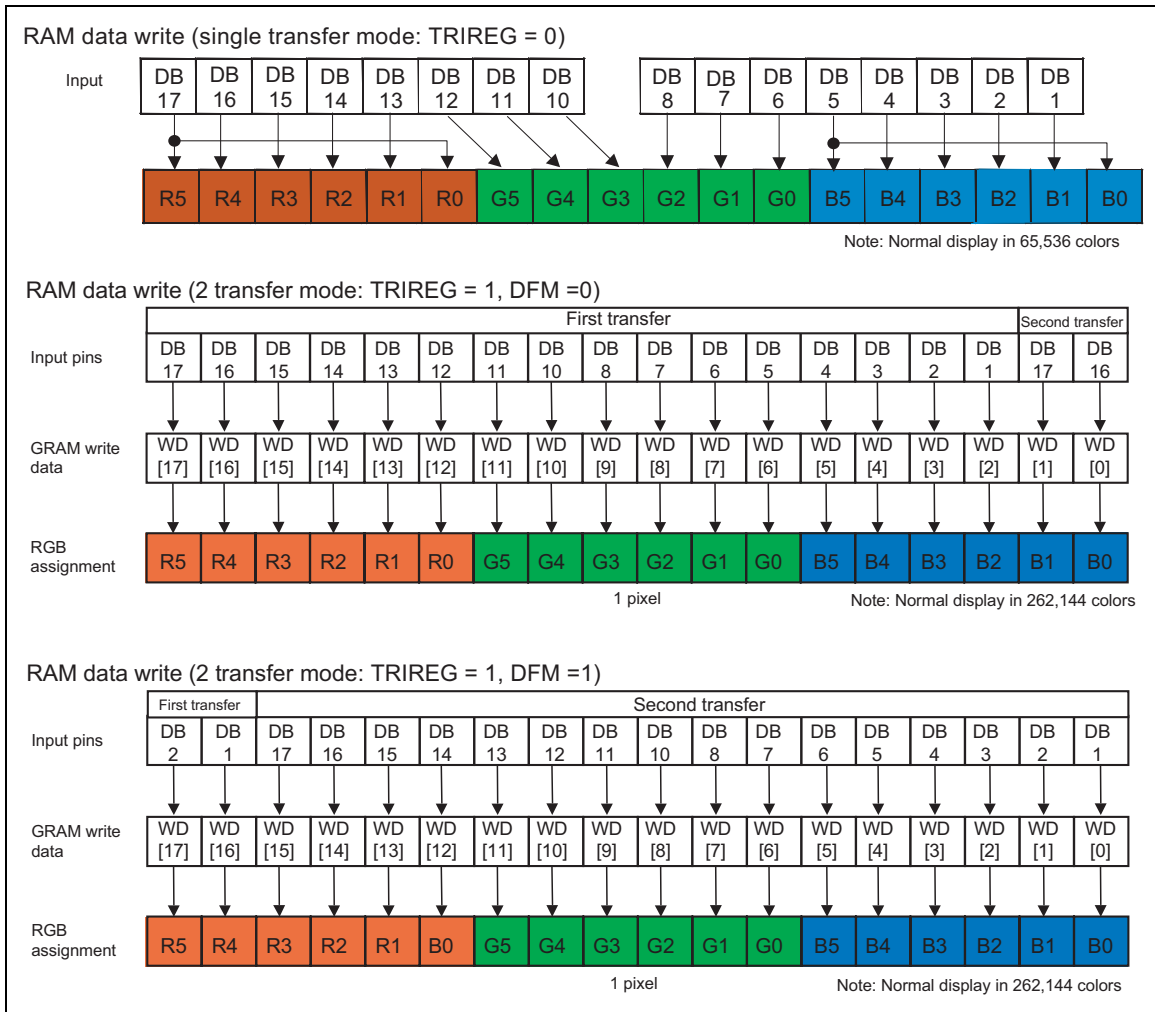 RAM data write (single transfer mode: TRIREG = 0)
Input
DB 17 DB 16 DB 15 DB 14 DB 13 DB 12 DB 11 DB 10 DB 8 DB 7 DB 6 DB 5 DB 4 DB 3 DB 2 DB 1
R5 R4 R3 R2 R1 R0 G5 G4 G3 G2 G1 G0 B5 B4 B3 B2 B1 B0
Note: Normal display in 65,536 colors
RAM data write (2 transfer mode: TRIREG = 1, DFM =0)
First transfer Second transfer
Input pins
DB 17 DB 16 DB 15 DB 14 DB 13 DB 12 DB 11 DB 10 DB 8 DB 7 DB 6 DB 5 DB 4 DB 3 DB 2 DB 1 DB 17 DB 16
GRAM write
data
WD [17] WD [16] WD [15] WD [14] WD [13] WD [12] WD [11] WD [10] WD [9] WD [8] WD [7] WD [6] WD [5] WD [4] WD [3] WD [2] WD [1] WD [0]
RGB
assignment
R5 R4 R3 R2 R1 R0 G5 G4 G3 G2 G1 G0 B5 B4 B3 B2 B1 B0
1 pixel
Note: Normal display in 262,144 colors
RAM data write (2 transfer mode: TRIREG = 1, DFM =1)
First transfer Second transfer
Input pins
DB 2 DB 1 DB 17 DB 16 DB 15 DB 14 DB 13 DB 12 DB 11 DB 10 DB 8 DB 7 DB 6 DB 5 DB 4 DB 3 DB 2 DB 1
GRAM write
data
WD [17] WD [16] WD [15] WD [14] WD [13] WD [12] WD [11] WD [10] WD [9] WD [8] WD [7] WD [6] WD [5] WD [4] WD [3] WD [2] WD [1] WD [0]
RGB
assignment
R5 R4 R3 R2 R1 B0 G5 G4 G3 G2 G1 G0 B5 B4 B3 B2 B1 B0
1 pixel
Note: Normal display in 262,144 colors